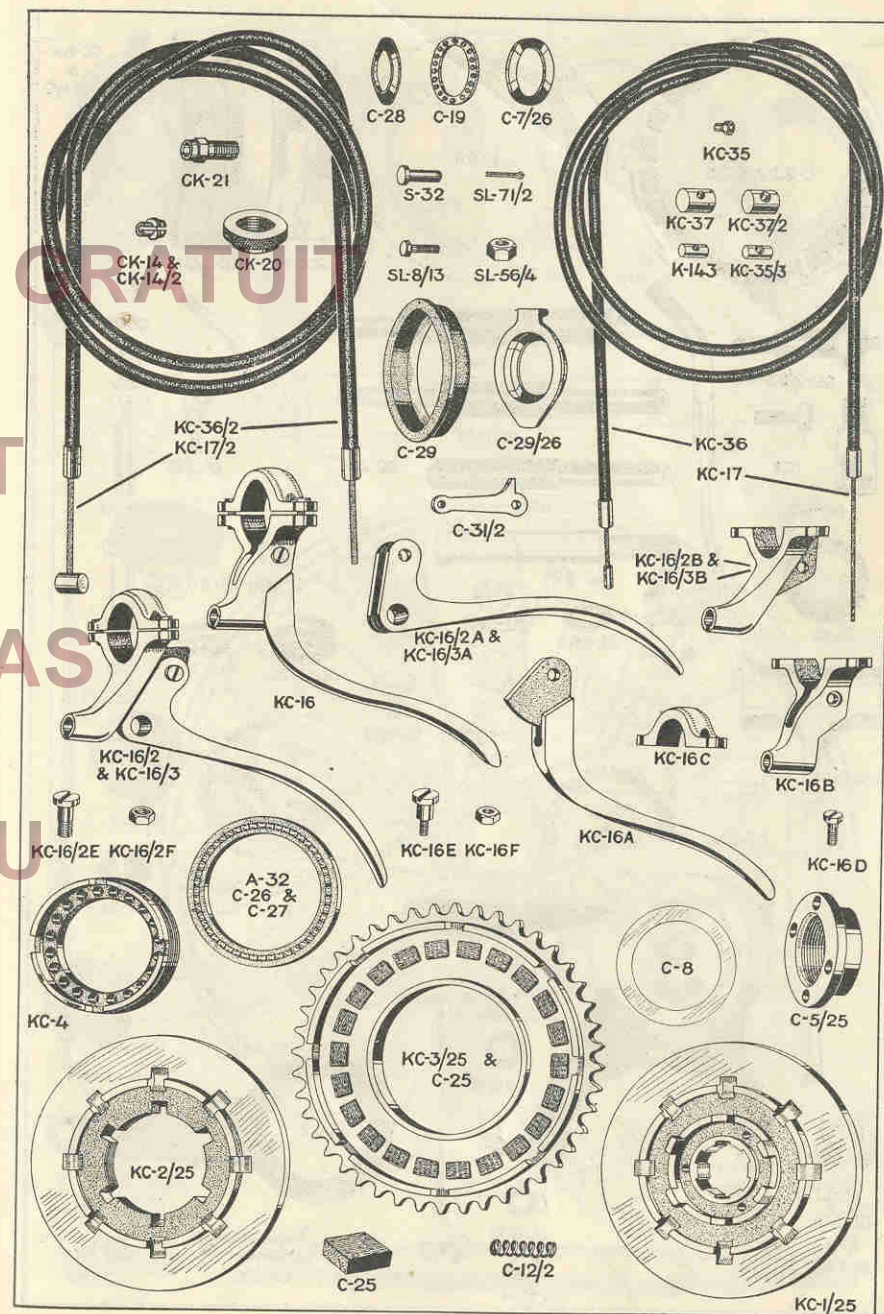 C-28 C-19 C-7/26
KC-35
CK-21
S-32 SL-71/2
KC-37 KC-37/2
CK-14 &
CK-14/2
CK-20
SL-8/13 SL-56/4
K-143 KC-35/3
GRATUIT
KC-36/2
KC-17/2
C-29 C-29/26
KC-36
KC-17
T
C-31/2
KC-16/2B &
KC-16/3B
KC-16/2A &
KC-16/3A
AS
KC-16
KC-16/2
& KC-16/3
KC-16C
KC-16B
U
KC-16/2E KC-16/2F
KC-16E KC-16F
KC-16A
KC-16D
A-32
C-26 &
C-27
KC-4
C-8
C-5/25
KC-3/25 &
C-25
KC-2/25
C-25
C-12/2
KC-1/25